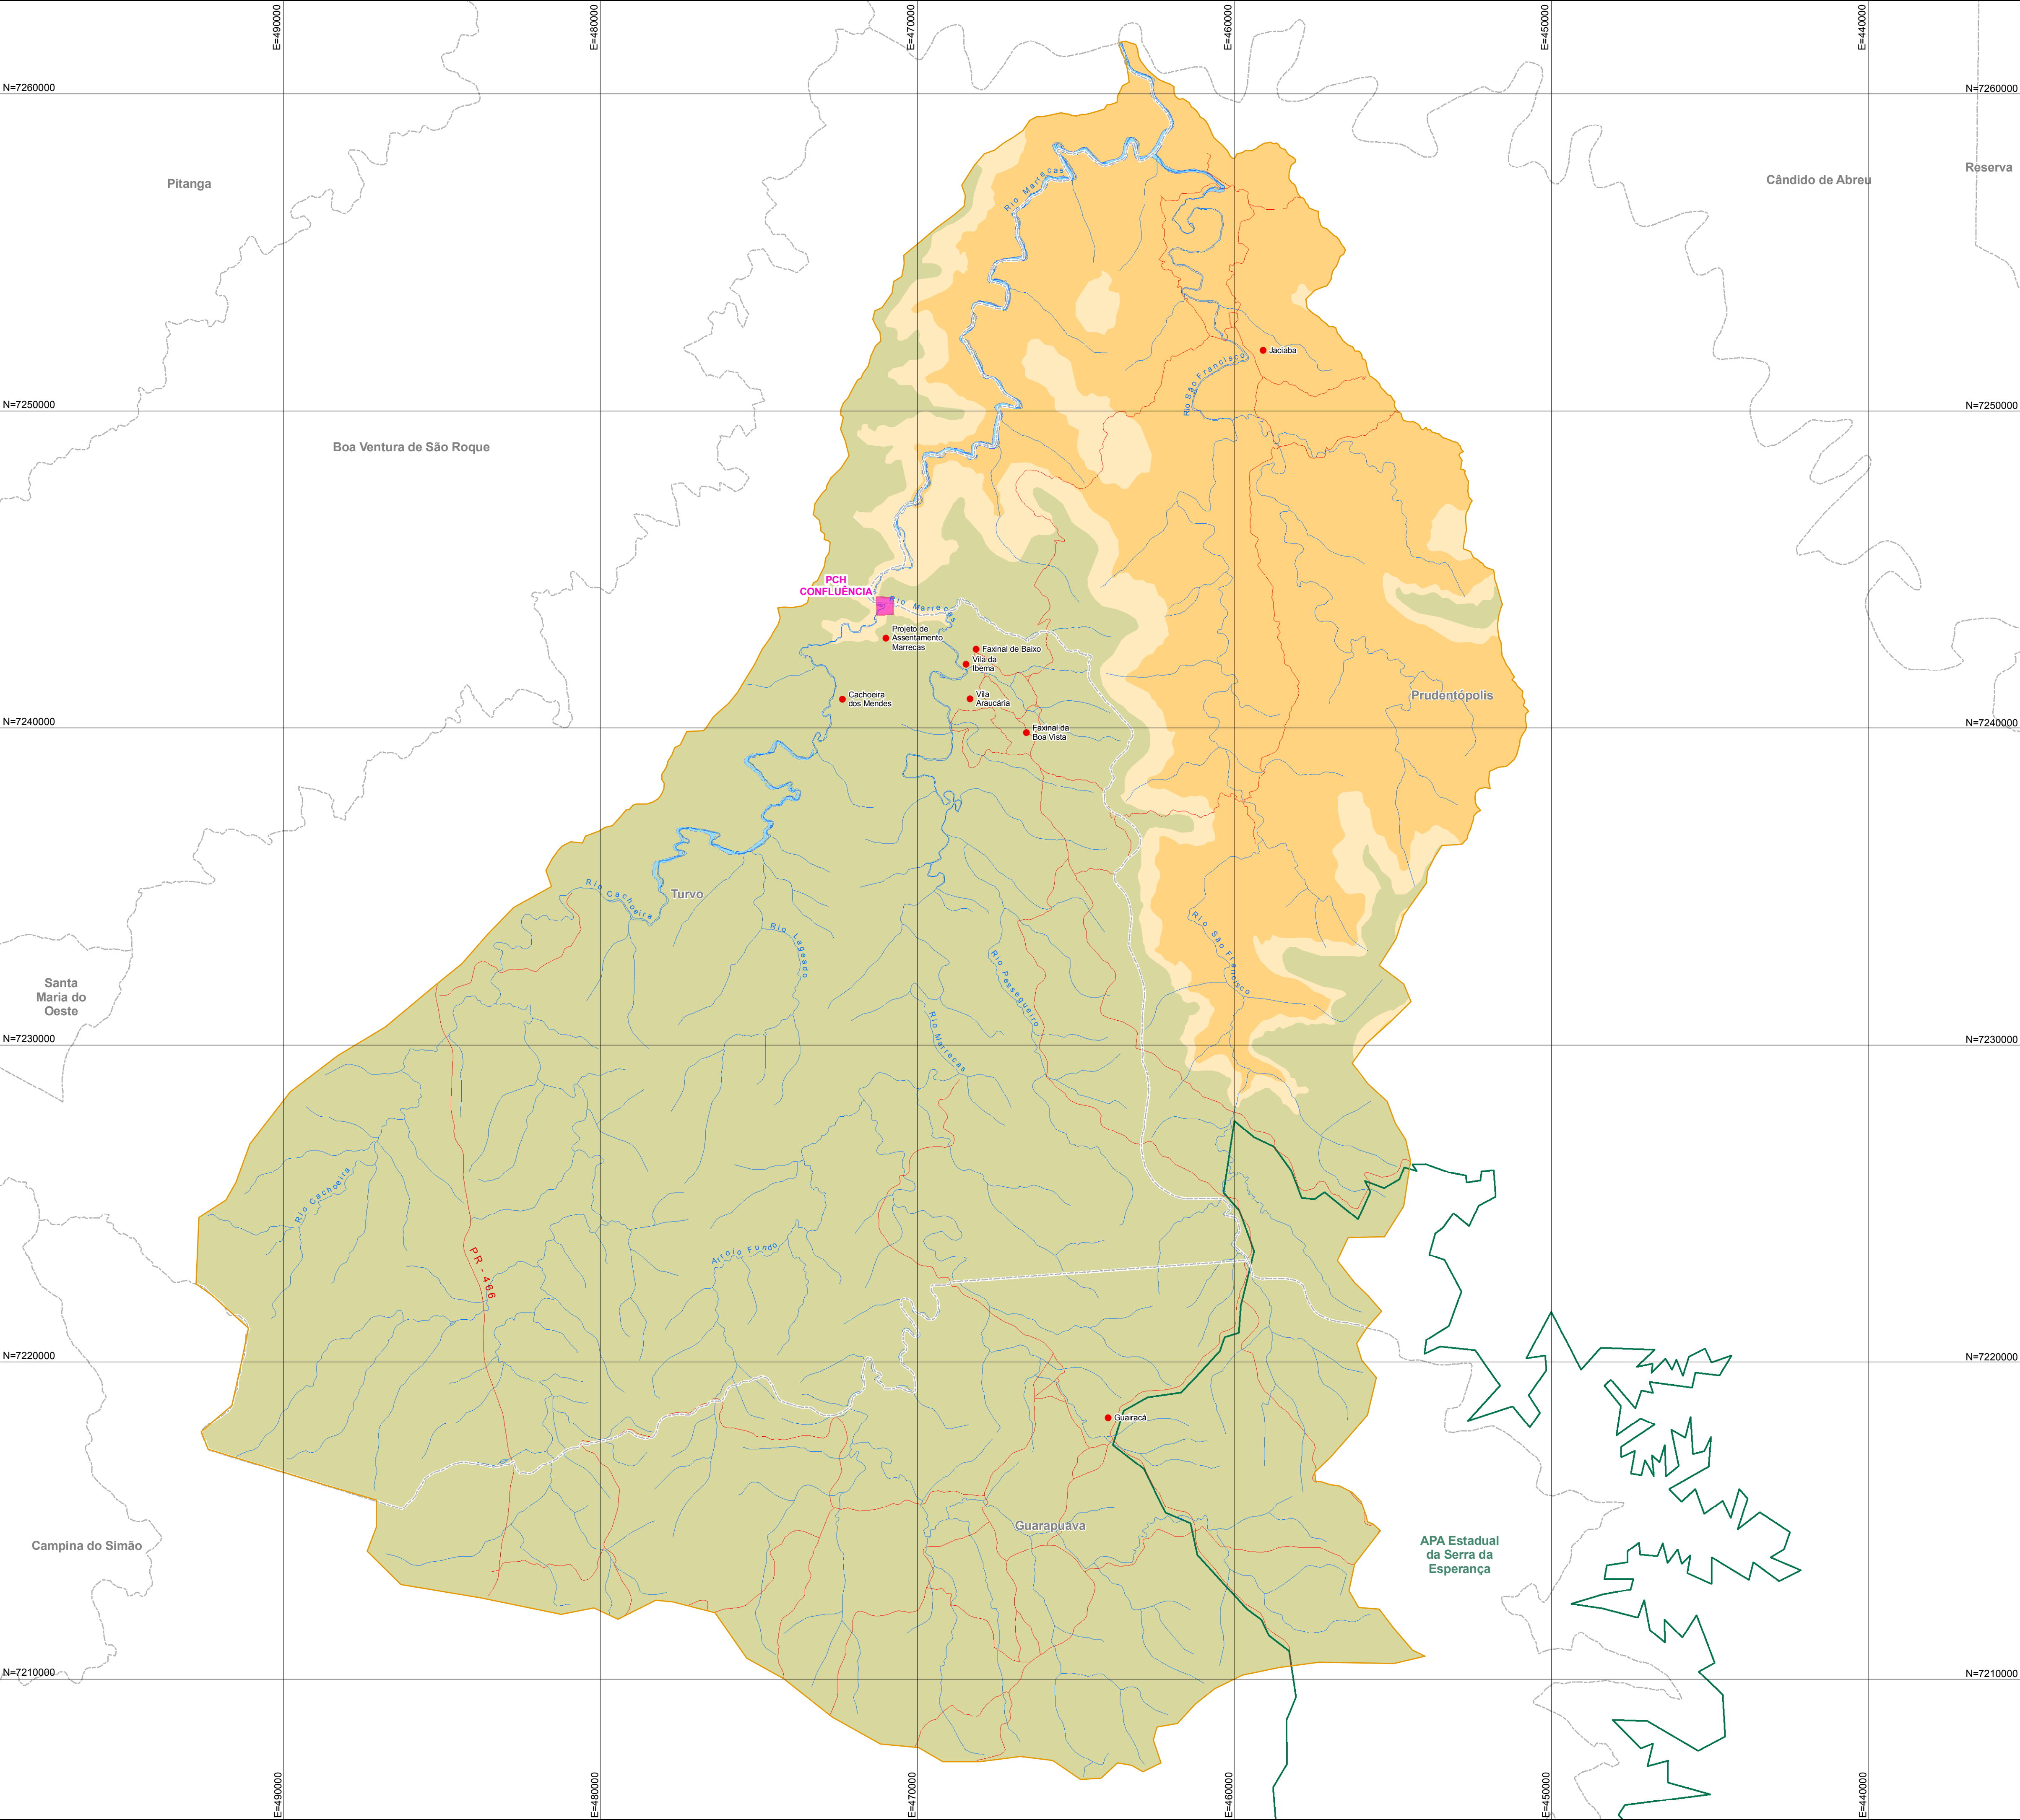 E=490000
E=480000
E=470000
E=460000
E=450000
E=440000
N=7260000
N=7260000
Pitanga
Cândido de Abreu
Reserva
Rio Marrecas
Jaciaba
Rio São Francisco
N=7250000
N=7250000
Boa Ventura de São Roque
PCH
CONFLUÊNCIA
Rio Marrecas
Projeto de
Assentamento
Marrecas
Faxinal de Baixo
Vila da
Ibema
Cachoeira
dos Mendes
Vila
Araucária
Prudentópolis
Faxinal da
Boa Vista
N=7240000
N=7240000
Rio Cachoeira
Turvo
Rio Lageado
Rio São Francisco
Rio Pessegueiro
Santa
Maria do
Oeste
Rio Marrecas
N=7230000
N=7230000
Rio Cachoeira
Arroio Fundo
PR - 466
N=7220000
N=7220000
Guairacá
Guarapuava
Campina do Simão
APA Estadual
da Serra da
Esperança
N=7210000
N=7210000
E=490000
E=480000
E=470000
E=460000
E=450000
E=440000